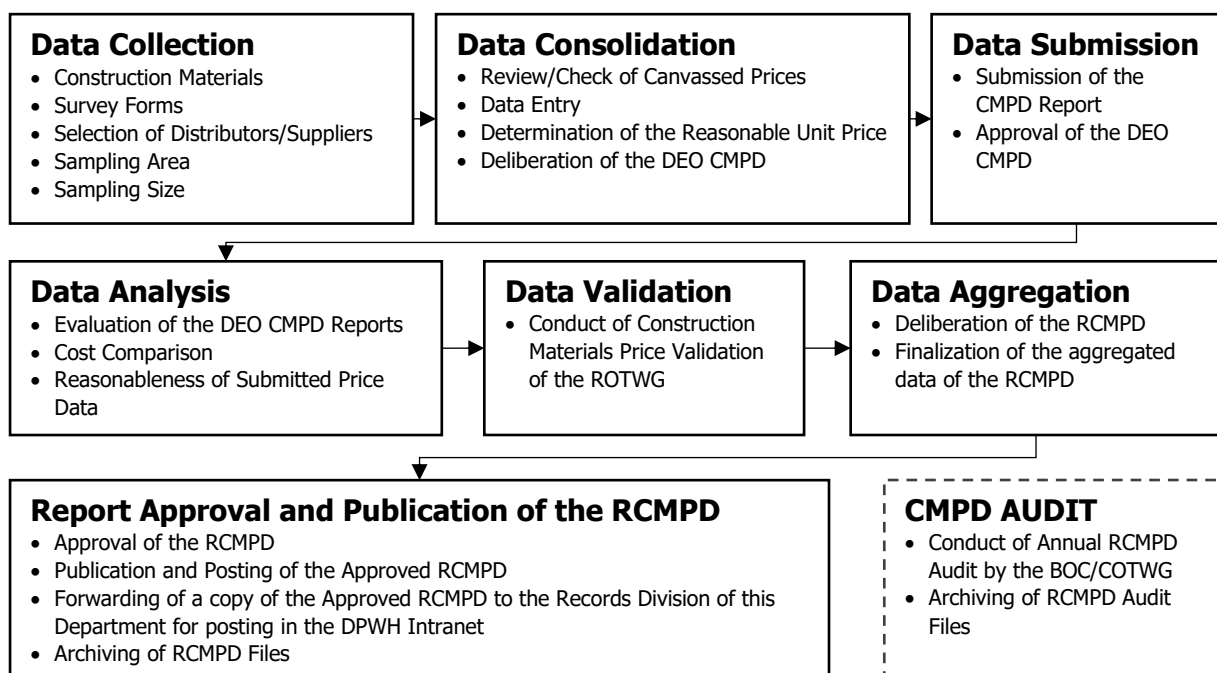 Data Collection
• Construction Materials
• Survey Forms
• Selection of Distributors/Suppliers
• Sampling Area
• Sampling Size
Data Consolidation
• Review/Check of Canvassed Prices
• Data Entry
• Determination of the Reasonable Unit Price
• Deliberation of the DEO CMPD
Data Submission
• Submission of the
CMPD Report
• Approval of the DEO
CMPD
Data Analysis
• Evaluation of the DEO CMPD Reports
• Cost Comparison
• Reasonableness of Submitted Price
Data
Data Validation
• Conduct of Construction
Materials Price Validation
of the ROTWG
Data Aggregation
• Deliberation of the RCMPD
• Finalization of the aggregated
data of the RCMPD
Report Approval and Publication of the RCMPD
• Approval of the RCMPD
• Publication and Posting of the Approved RCMPD
• Forwarding of a copy of the Approved RCMPD to the Records Division of this
Department for posting in the DPWH Intranet
• Archiving of RCMPD Files
CMPD AUDIT
• Conduct of Annual RCMPD
Audit by the BOC/COTWG
• Archiving of RCMPD Audit
Files